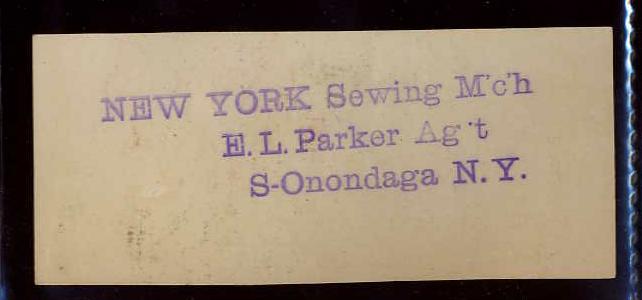 NEW YORK Sewing M'c'h
E. L. Parker Ag't
S-Onondaga N. Y.